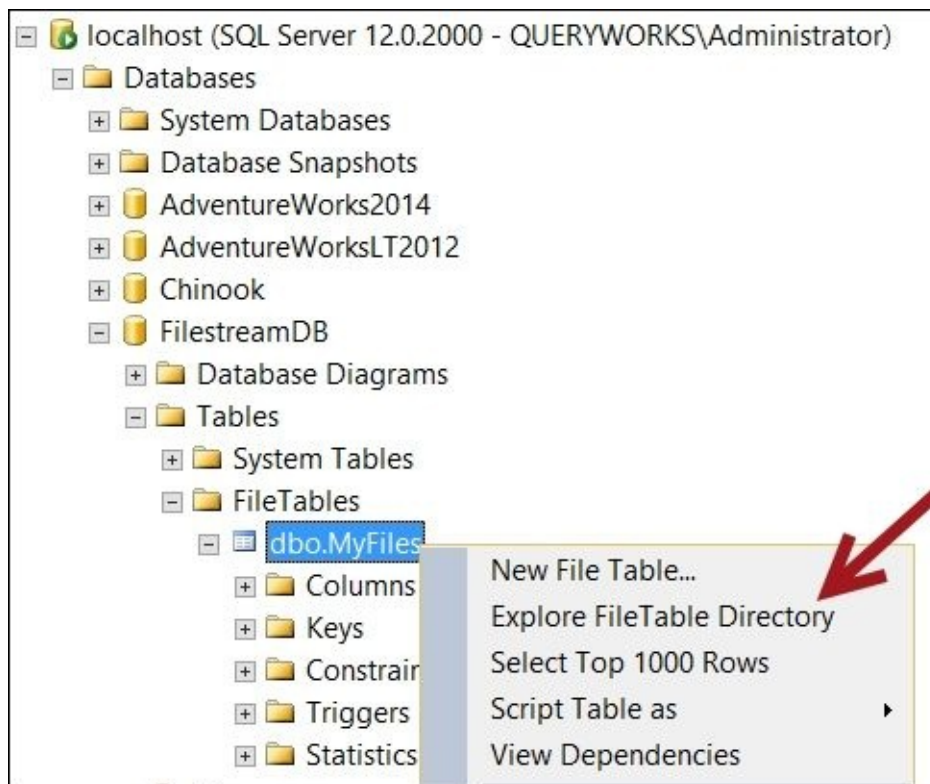 localhost (SQL Server 12.0.2000 - QUERYWORKS\Administrator)
Databases
System Databases
Database Snapshots
AdventureWorks2014
AdventureWorksLT2012
Chinook
FilestreamDB
Database Diagrams
Tables
System Tables
FileTables
dbo.MyFiles
Columns
Keys
Constrain
Triggers
Statistics
New File Table...
Explore FileTable Directory
Select Top 1000 Rows
Script Table as
View Dependencies